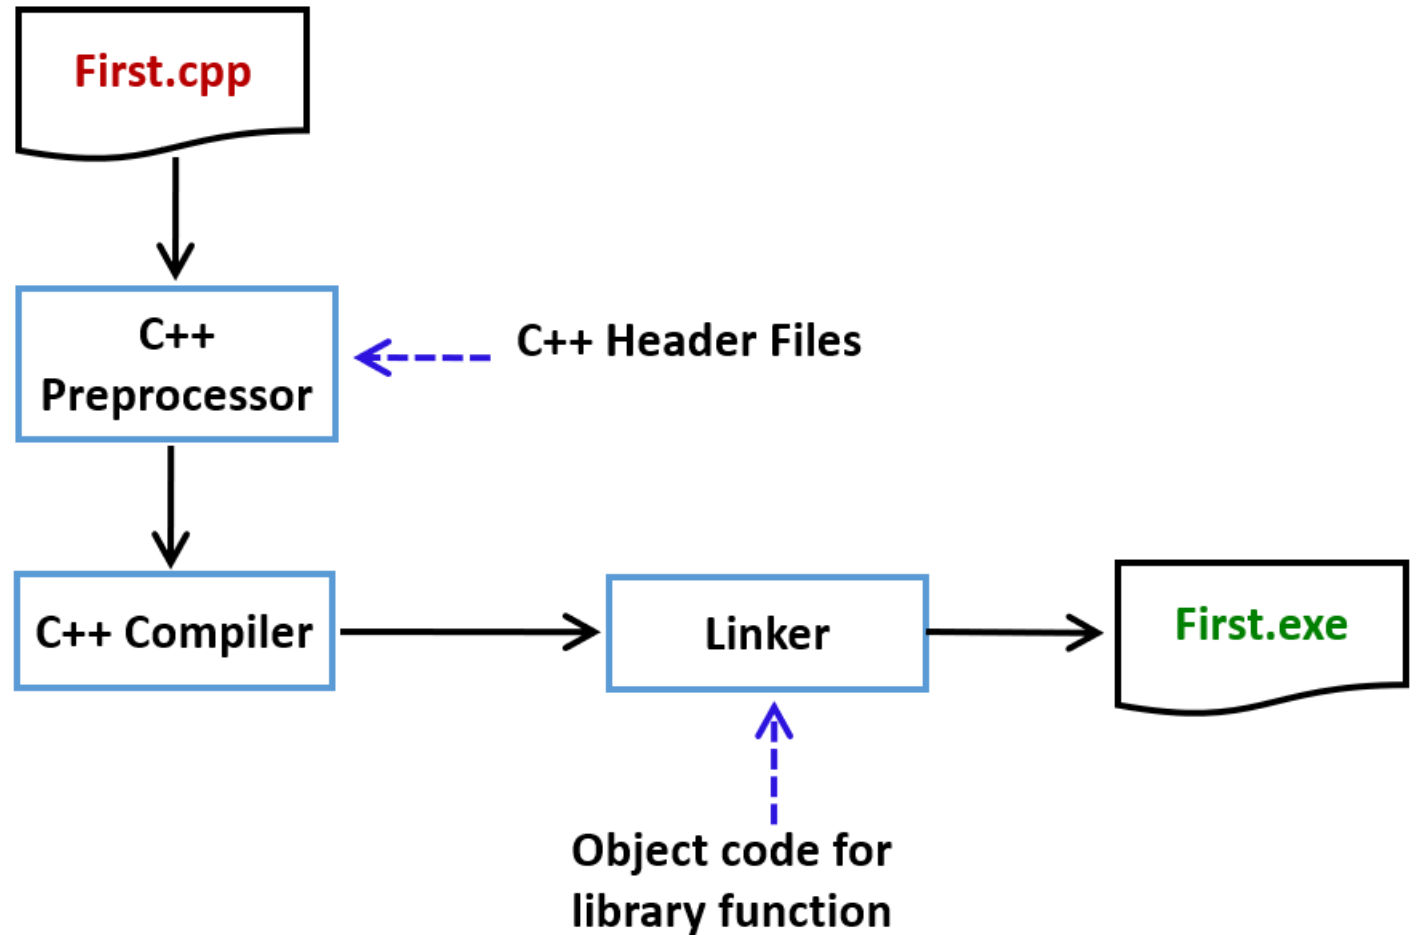 First.cpp
C++
Preprocessor
C++ Header Files
C++ Compiler
Linker
First.exe
Object code for
library function